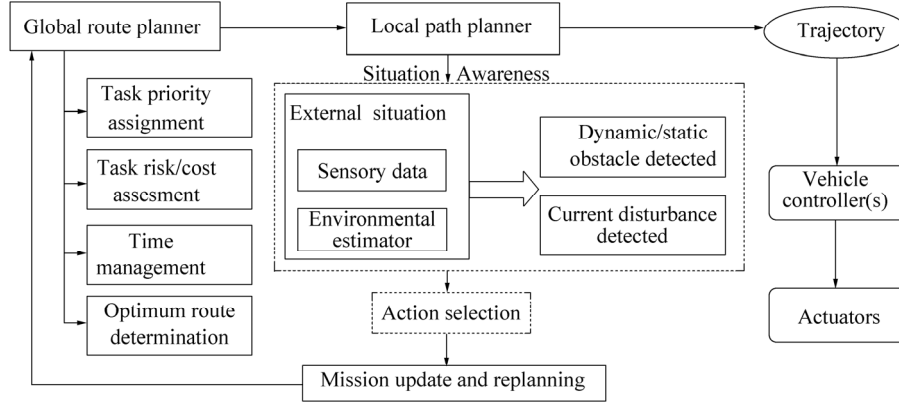 Global route planner
Local path planner
Trajectory
Situation Awareness
Task priority
assignment
Task risk/cost
assesment
Time
management
Optimum route
determination
External situation
Sensory data
Environmental
estimator
Dynamic/static
obstacle detected
Current disturbance
detected
Action selection
Mission update and replanning
Vehicle
controller(s)
Actuators